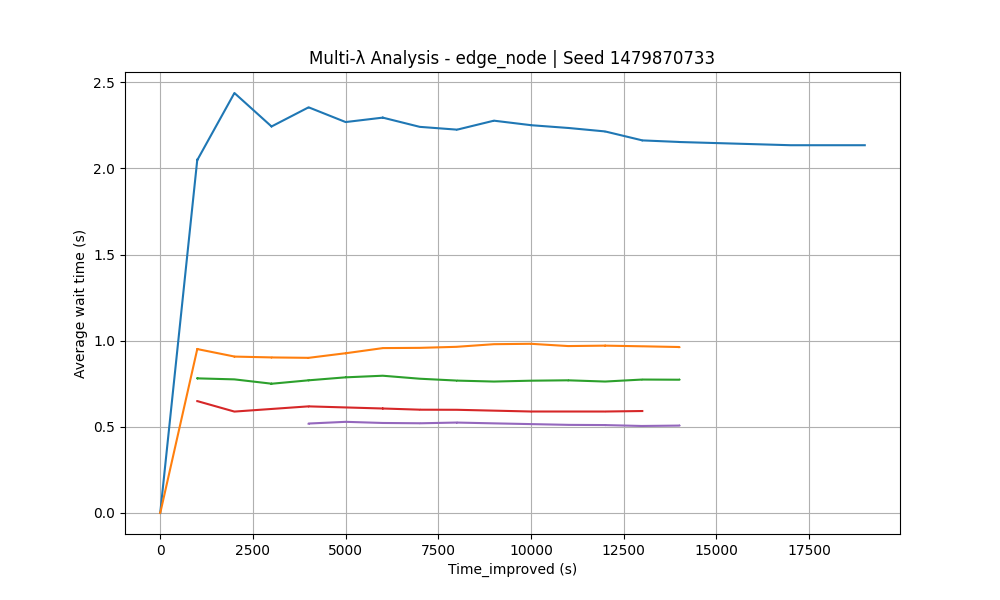 Multi-λ Analysis - edge_node | Seed 1479870733
Average wait time (s)
2.5
2.0
1.5
1.0
0.5
0.0
0 2500 5000 7500 10000 12500 15000 17500
Time_improved (s)